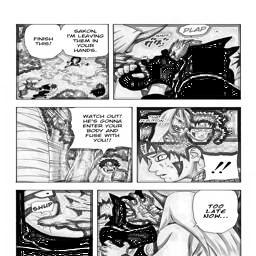 FINISH
THIS!
SAKON,
I'M LEAVING
THEM IN
YOUR
HANDS.
PLAP
WATCH OUT!
HE'S GONNA
ENTER YOUR
BODY AND
FUSE WITH
YOU!!
!!
SHUP
TOO
LATE
NOW...